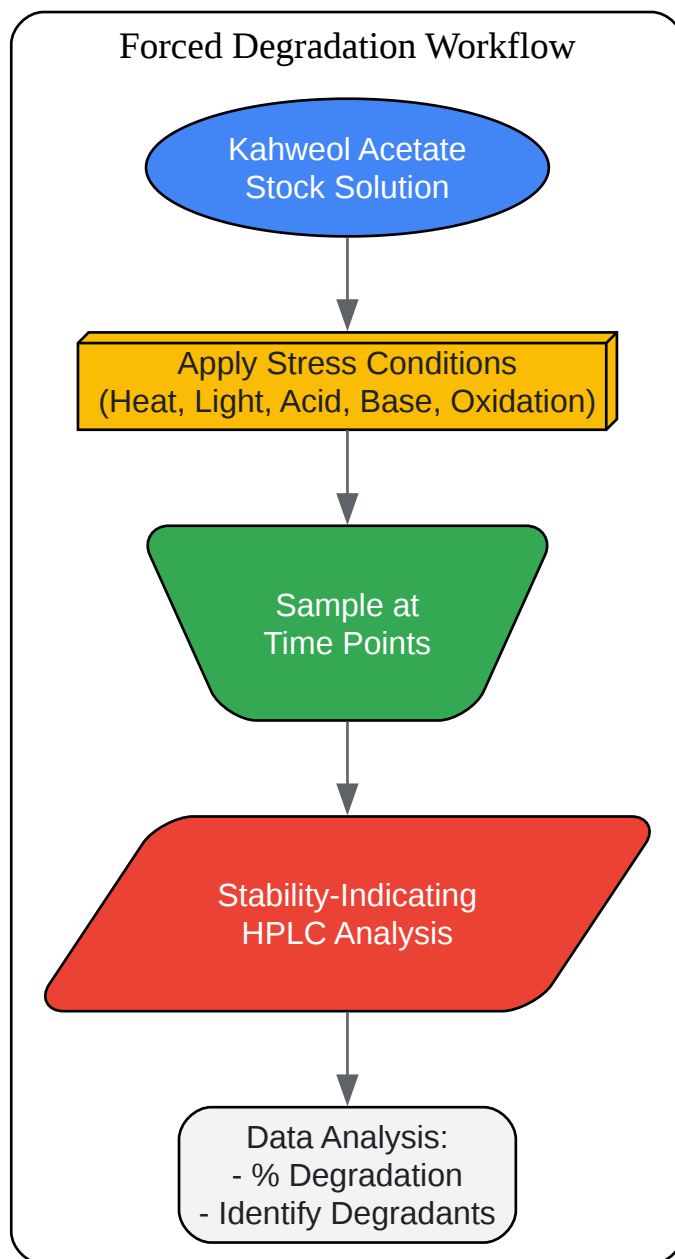 Forced Degradation Workflow
Kahweol Acetate
Stock Solution
Apply Stress Conditions
(Heat, Light, Acid, Base, Oxidation)
Sample at
Time Points
Stability-Indicating
HPLC Analysis
Data Analysis:
- % Degradation
- Identify Degradants